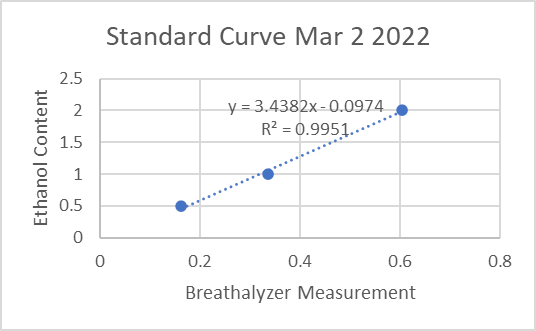 Standard Curve Mar 2 2022
2.5
y = 3.4382x - 0.0974
2
R² = 0.9951
1.5
1
0.5
0
Ethanol Content
0 0.2 0.4 0.6 0.8
Breathalyzer Measurement